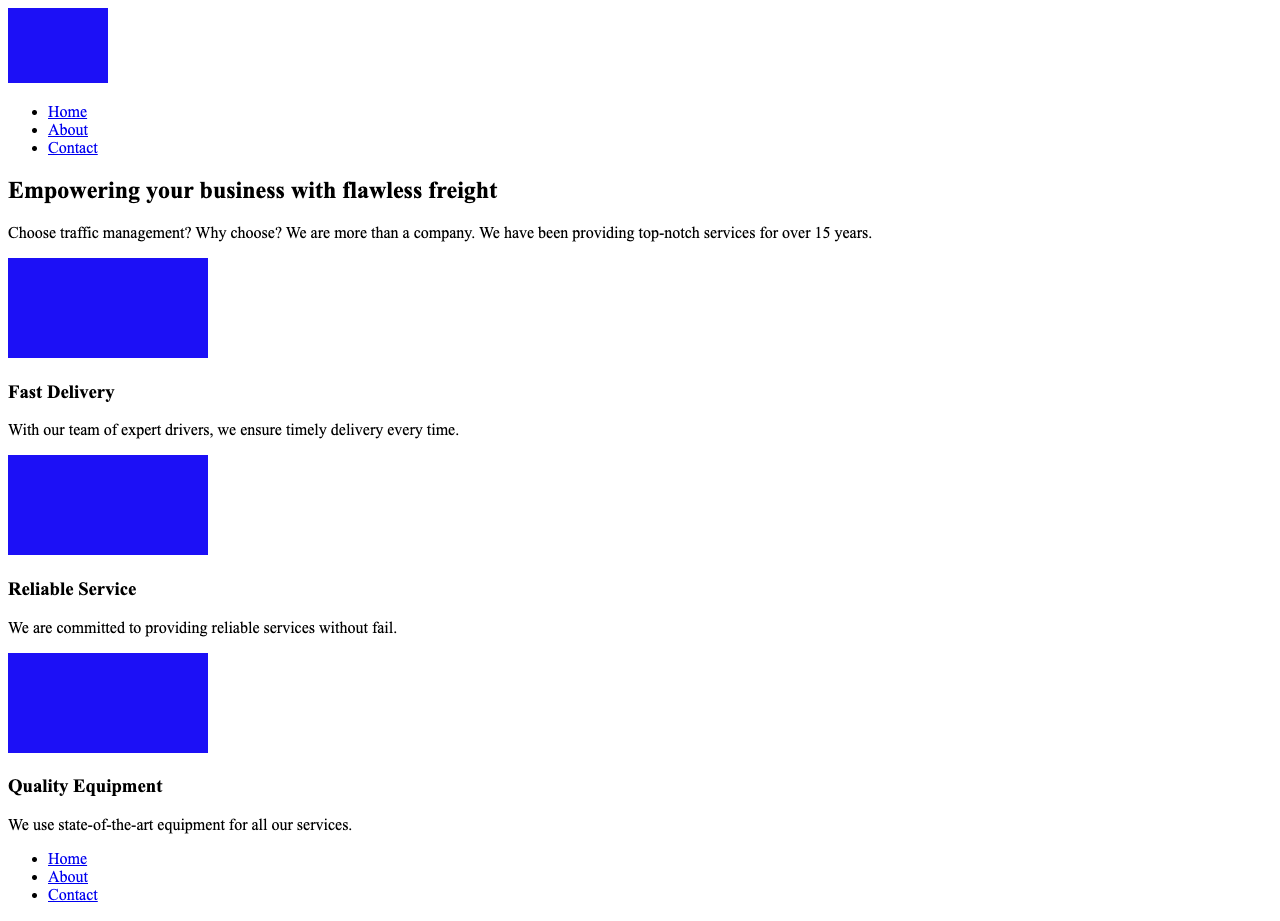 Home
About
Contact
Empowering your business with flawless freight
Choose traffic management? Why choose? We are more than a company. We have been providing top-notch services for over 15 years.
Fast Delivery
With our team of expert drivers, we ensure timely delivery every time.
Reliable Service
We are committed to providing reliable services without fail.
Quality Equipment
We use state-of-the-art equipment for all our services.
Home
About
Contact